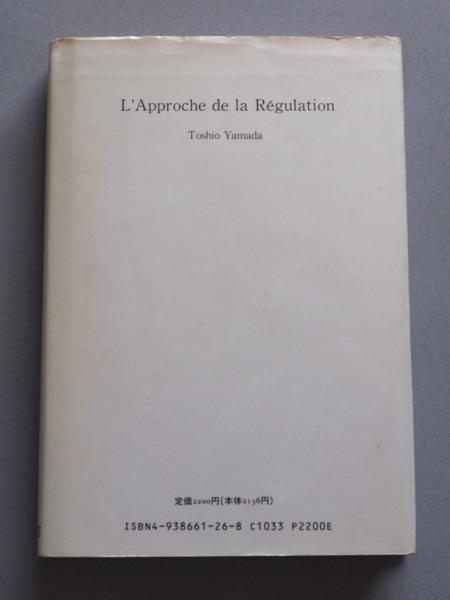 L'Approche de la Régulation
Toshio Yamada
定価2200円(本体2136円)
ISBN4-938661-26-8 C1033 P2200E